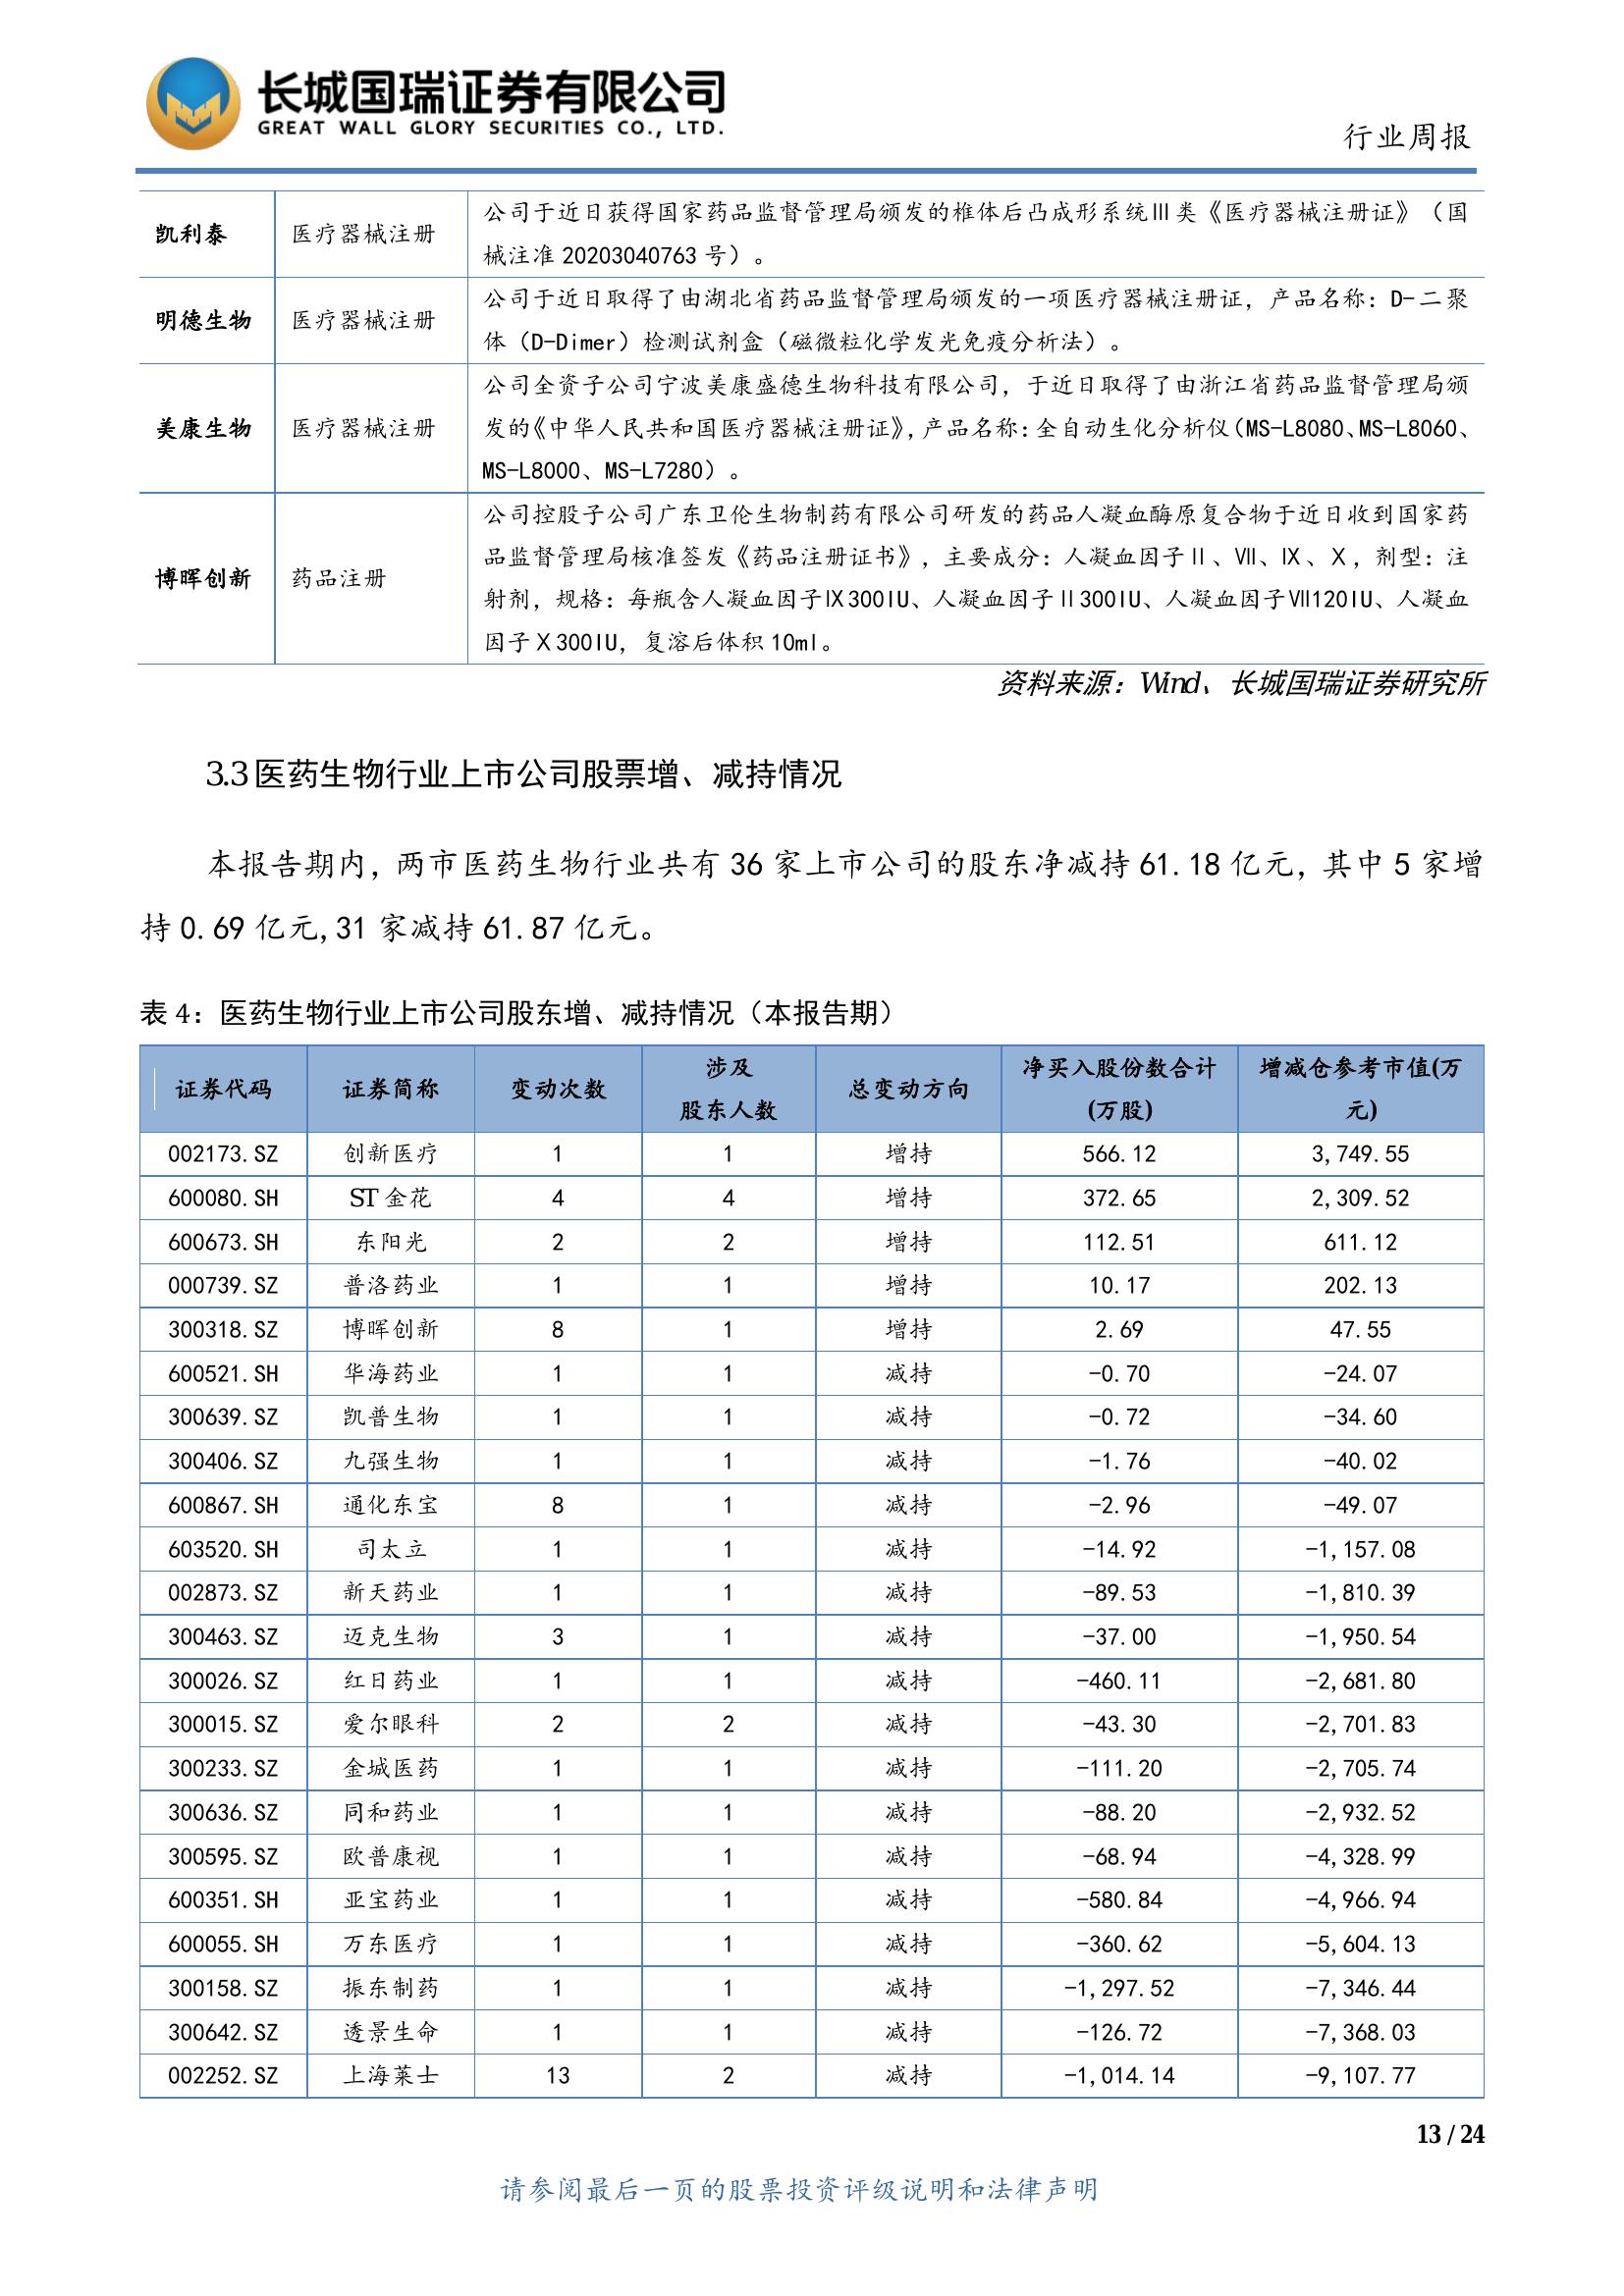 长城国瑞证券有限公司
GREAT WALL GLORY SECURITIES CO., LTD.
行业周报
凯利泰 医疗器械注册 公司于近日获得国家药品监督管理局颁发的椎体后凸成形系统Ⅲ类《医疗器械注册证》（国
械注准 20203040763 号）。
明德生物 医疗器械注册 公司于近日取得了由湖北省药品监督管理局颁发的一项医疗器械注册证，产品名称：D-二聚
体（D-Dimer）检测试剂盒（磁微粒化学发光免疫分析法）。
美康生物 医疗器械注册 公司全资子公司宁波美康盛德生物科技有限公司，于近日取得了由浙江省药品监督管理局颁
发的《中华人民共和国医疗器械注册证》，产品名称：全自动生化分析仪（MS-L8080、MS-L8060、
MS-L8000、MS-L7280）。
博晖创新 药品注册 公司控股子公司广东卫伦生物制药有限公司研发的药品人凝血酶原复合物于近日收到国家药
品监督管理局核准签发《药品注册证书》，主要成分：人凝血因子Ⅱ、Ⅶ、Ⅸ、Ⅹ，剂型：注
射剂，规格：每瓶含人凝血因子Ⅸ300IU、人凝血因子Ⅱ300IU、人凝血因子Ⅶ120IU、人凝血
因子Ⅹ300IU，复溶后体积 10ml。
资料来源：Wind、长城国瑞证券研究所
3.3 医药生物行业上市公司股票增、减持情况
本报告期内，两市医药生物行业共有 36 家上市公司的股东净减持 61.18 亿元，其中 5 家增
持 0.69 亿元,31 家减持 61.87 亿元。
表 4：医药生物行业上市公司股东增、减持情况（本报告期）
证券代码 证券简称 变动次数 涉及 股东人数 总变动方向 净买入股份数合计 (万股) 增减仓参考市值(万 元)
002173.SZ 创新医疗 1 1 增持 566.12 3,749.55
600080.SH ST 金花 4 4 增持 372.65 2,309.52
600673.SH 东阳光 2 2 增持 112.51 611.12
000739.SZ 普洛药业 1 1 增持 10.17 202.13
300318.SZ 博晖创新 8 1 增持 2.69 47.55
600521.SH 华海药业 1 1 减持 -0.70 -24.07
300639.SZ 凯普生物 1 1 减持 -0.72 -34.60
300406.SZ 九强生物 1 1 减持 -1.76 -40.02
600867.SH 通化东宝 8 1 减持 -2.96 -49.07
603520.SH 司太立 1 1 减持 -14.92 -1,157.08
002873.SZ 新天药业 1 1 减持 -89.53 -1,810.39
300463.SZ 迈克生物 3 1 减持 -37.00 -1,950.54
300026.SZ 红日药业 1 1 减持 -460.11 -2,681.80
300015.SZ 爱尔眼科 2 2 减持 -43.30 -2,701.83
300233.SZ 金城医药 1 1 减持 -111.20 -2,705.74
300636.SZ 同和药业 1 1 减持 -88.20 -2,932.52
300595.SZ 欧普康视 1 1 减持 -68.94 -4,328.99
600351.SH 亚宝药业 1 1 减持 -580.84 -4,966.94
600055.SH 万东医疗 1 1 减持 -360.62 -5,604.13
300158.SZ 振东制药 1 1 减持 -1,297.52 -7,346.44
300642.SZ 透景生命 1 1 减持 -126.72 -7,368.03
002252.SZ 上海莱士 13 2 减持 -1,014.14 -9,107.77
13 / 24
请参阅最后一页的股票投资评级说明和法律声明